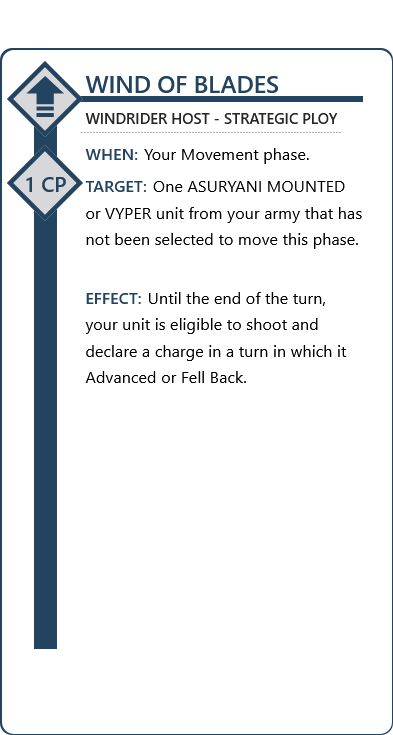 WIND OF BLADES
WINDRIDER HOST - STRATEGIC PLOY
WHEN: Your Movement phase.
1 CP
TARGET: One ASURYANI MOUNTED
or VYPER unit from your army that has
not been selected to move this phase.
EFFECT: Until the end of the turn,
your unit is eligible to shoot and
declare a charge in a turn in which it
Advanced or Fell Back.